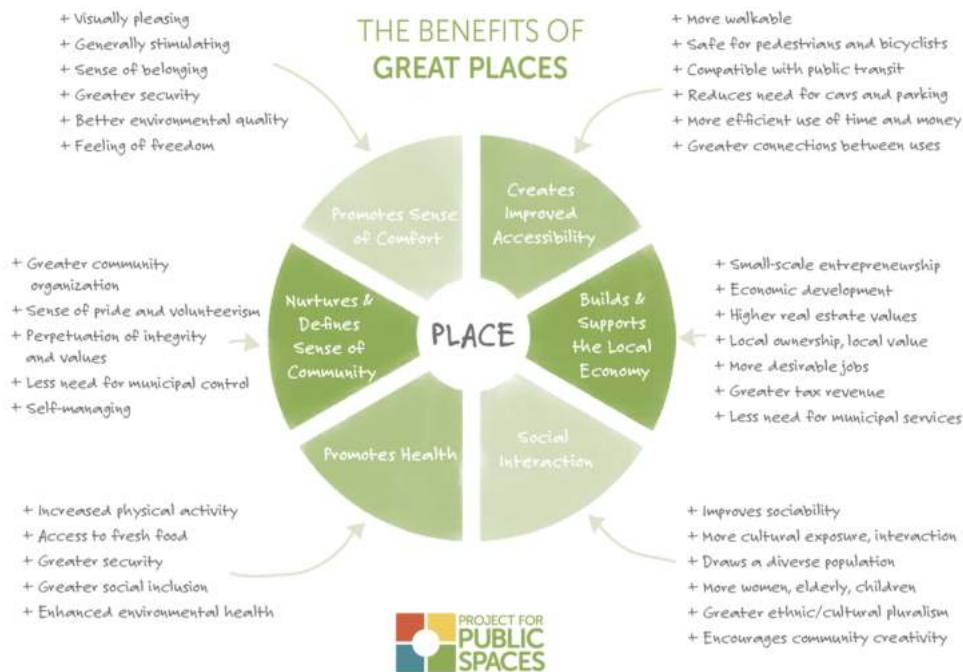 THE BENEFITS OF
GREAT PLACES
+ Visually pleasing
+ Generally stimulating
+ Sense of belonging
+ Greater security
+ Better environmental quality
+ Feeling of freedom
+ More walkable
+ Safe for pedestrians and bicyclists
+ Compatible with public transit
+ Reduces need for cars and parking
+ More efficient use of time and money
+ Greater connections between uses
Promotes Sense
of Comfort
Creates
Improved
Accessibility
+ Greater community
organization
+ Sense of pride and volunteerism
+ Perpetuation of integrity
and values
+ Less need for municipal control
+ Self-managing
Nurtures &
Defines
Sense of
Community
PLACE
Builds &
Supports
the Local
Economy
+ Small-scale entrepreneurship
+ Economic development
+ Higher real estate values
+ Local ownership, local value
+ More desirable jobs
+ Greater tax revenue
+ Less need for municipal services
Promotes Health
Social
Interaction
+ Increased physical activity
+ Access to fresh food
+ Greater security
+ Greater social inclusion
+ Enhanced environmental health
+ Improves sociability
+ More cultural exposure, interaction
+ Draws a diverse population
+ More women, elderly, children
+ Greater ethnic/cultural pluralism
+ Encourages community creativity
PROJECT FOR
PUBLIC
SPACES